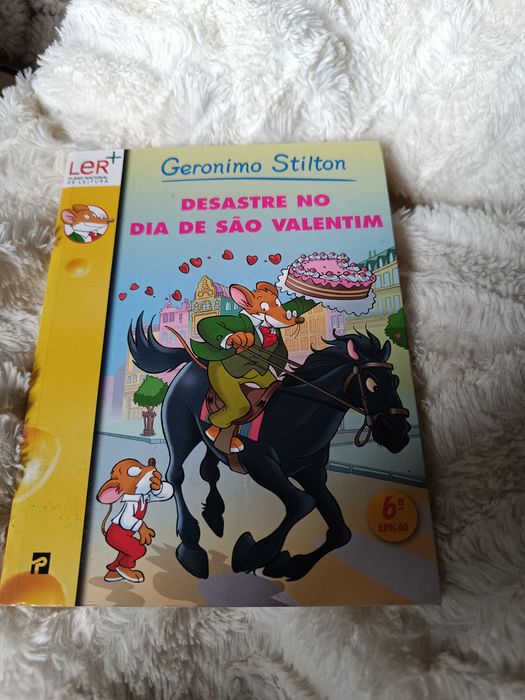 LeR+
PLANO NACIONAL
DE LEITURA
Geronimo Stilton
DESASTRE NO
DIA DE SÃO VALENTIM
6ª
EDIÇÃO
P